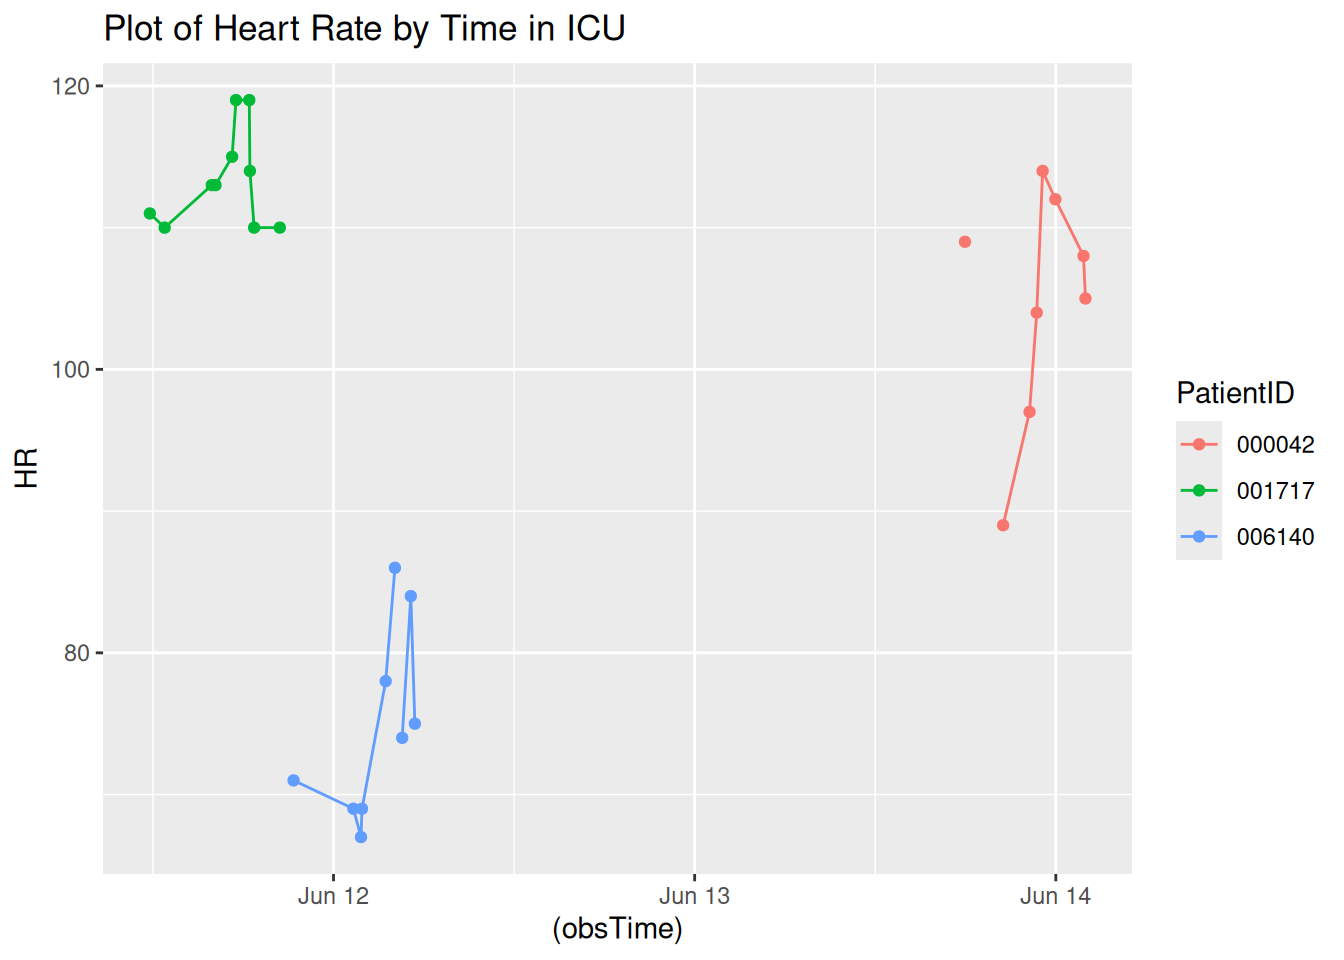 Plot of Heart Rate by Time in ICU
120
100
80
HR
Jun 12
Jun 13
Jun 14
(obsTime)
PatientID
000042
001717
006140